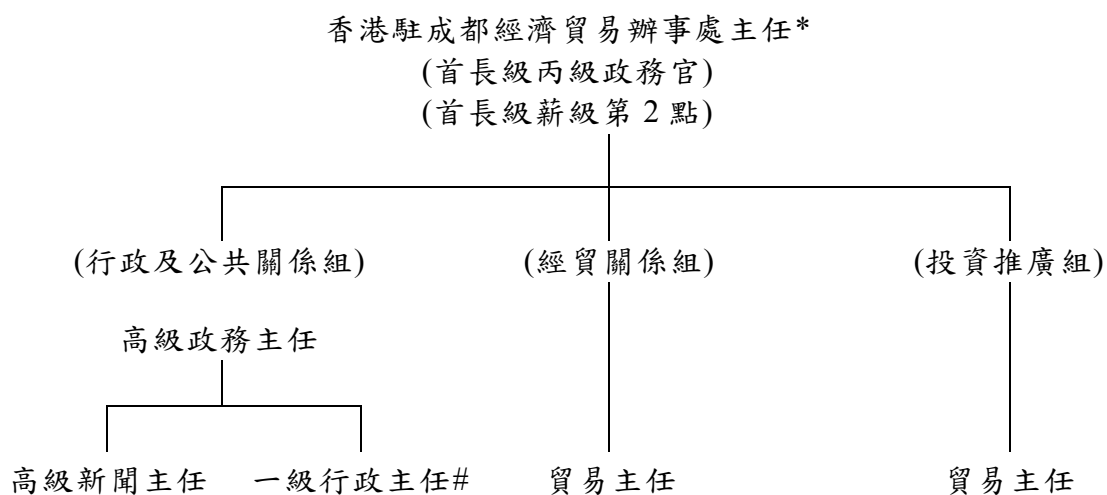 香港駐成都經濟貿易辦事處主任*
(首長級丙級政務官)
(首長級薪級第 2 點)
(行政及公共關係組) (經貿關係組) (投資推廣組)
高級政務主任
高級新聞主任 一級行政主任# 貿易主任 貿易主任